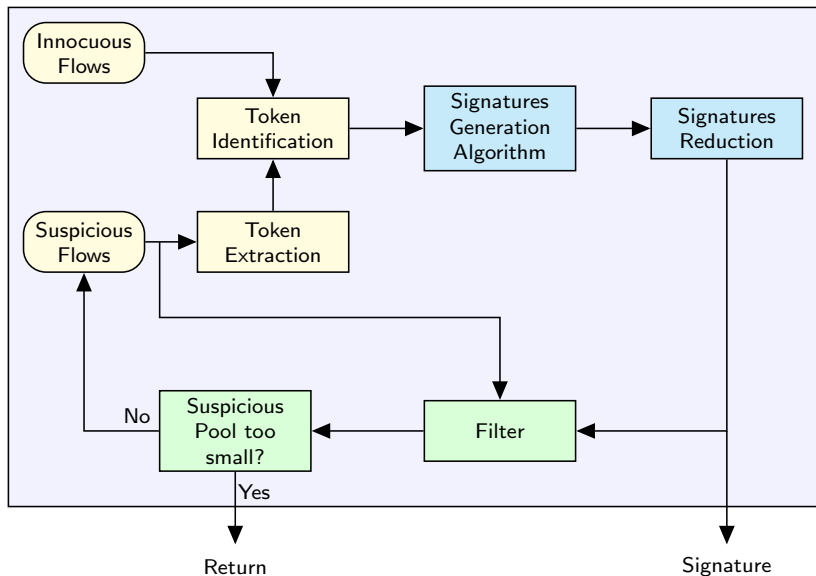 Innocuous
Flows
Token
Identification
Signatures
Generation
Algorithm
Signatures
Reduction
Suspicious
Flows
Token
Extraction
No
Suspicious
Pool too
small?
Filter
Yes
Return
Signature